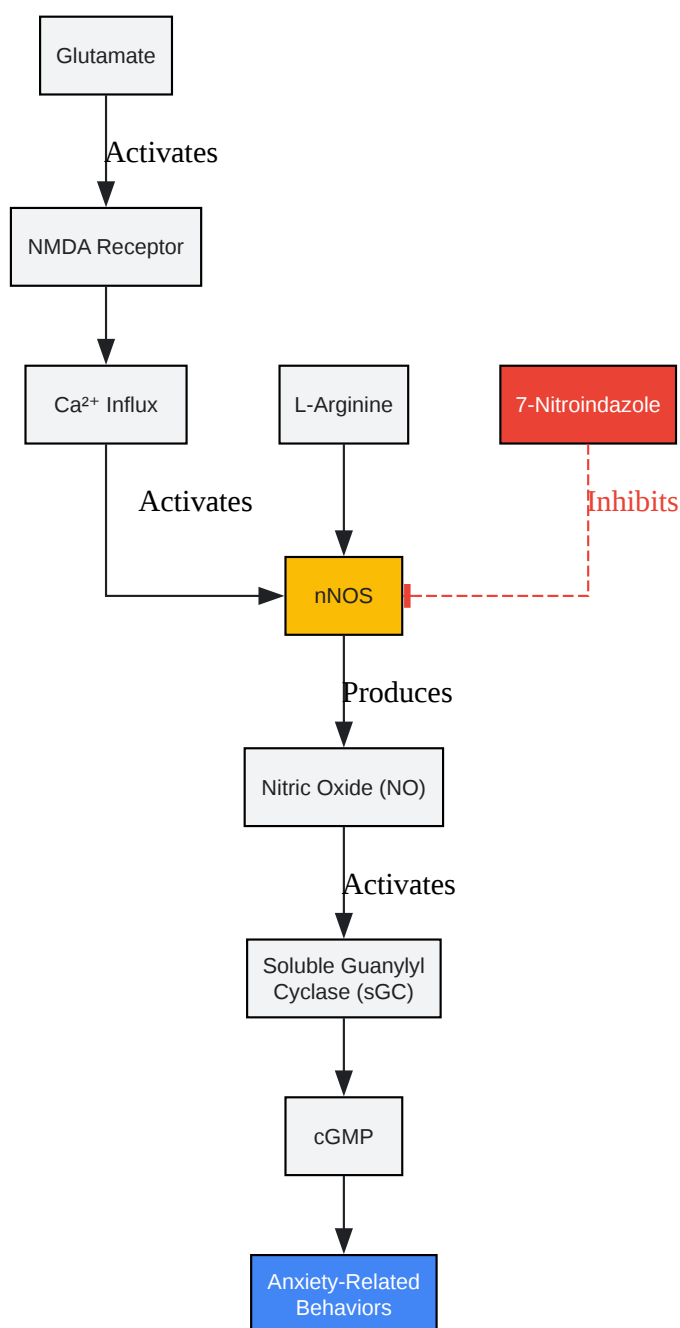 Glutamate
Activates
NMDA Receptor
Ca²⁺ Influx
L-Arginine
7-Nitroindazole
Activates
Inhibits
nNOS
Produces
Nitric Oxide (NO)
Activates
Soluble Guanylyl
Cyclase (sGC)
cGMP
Anxiety-Related
Behaviors